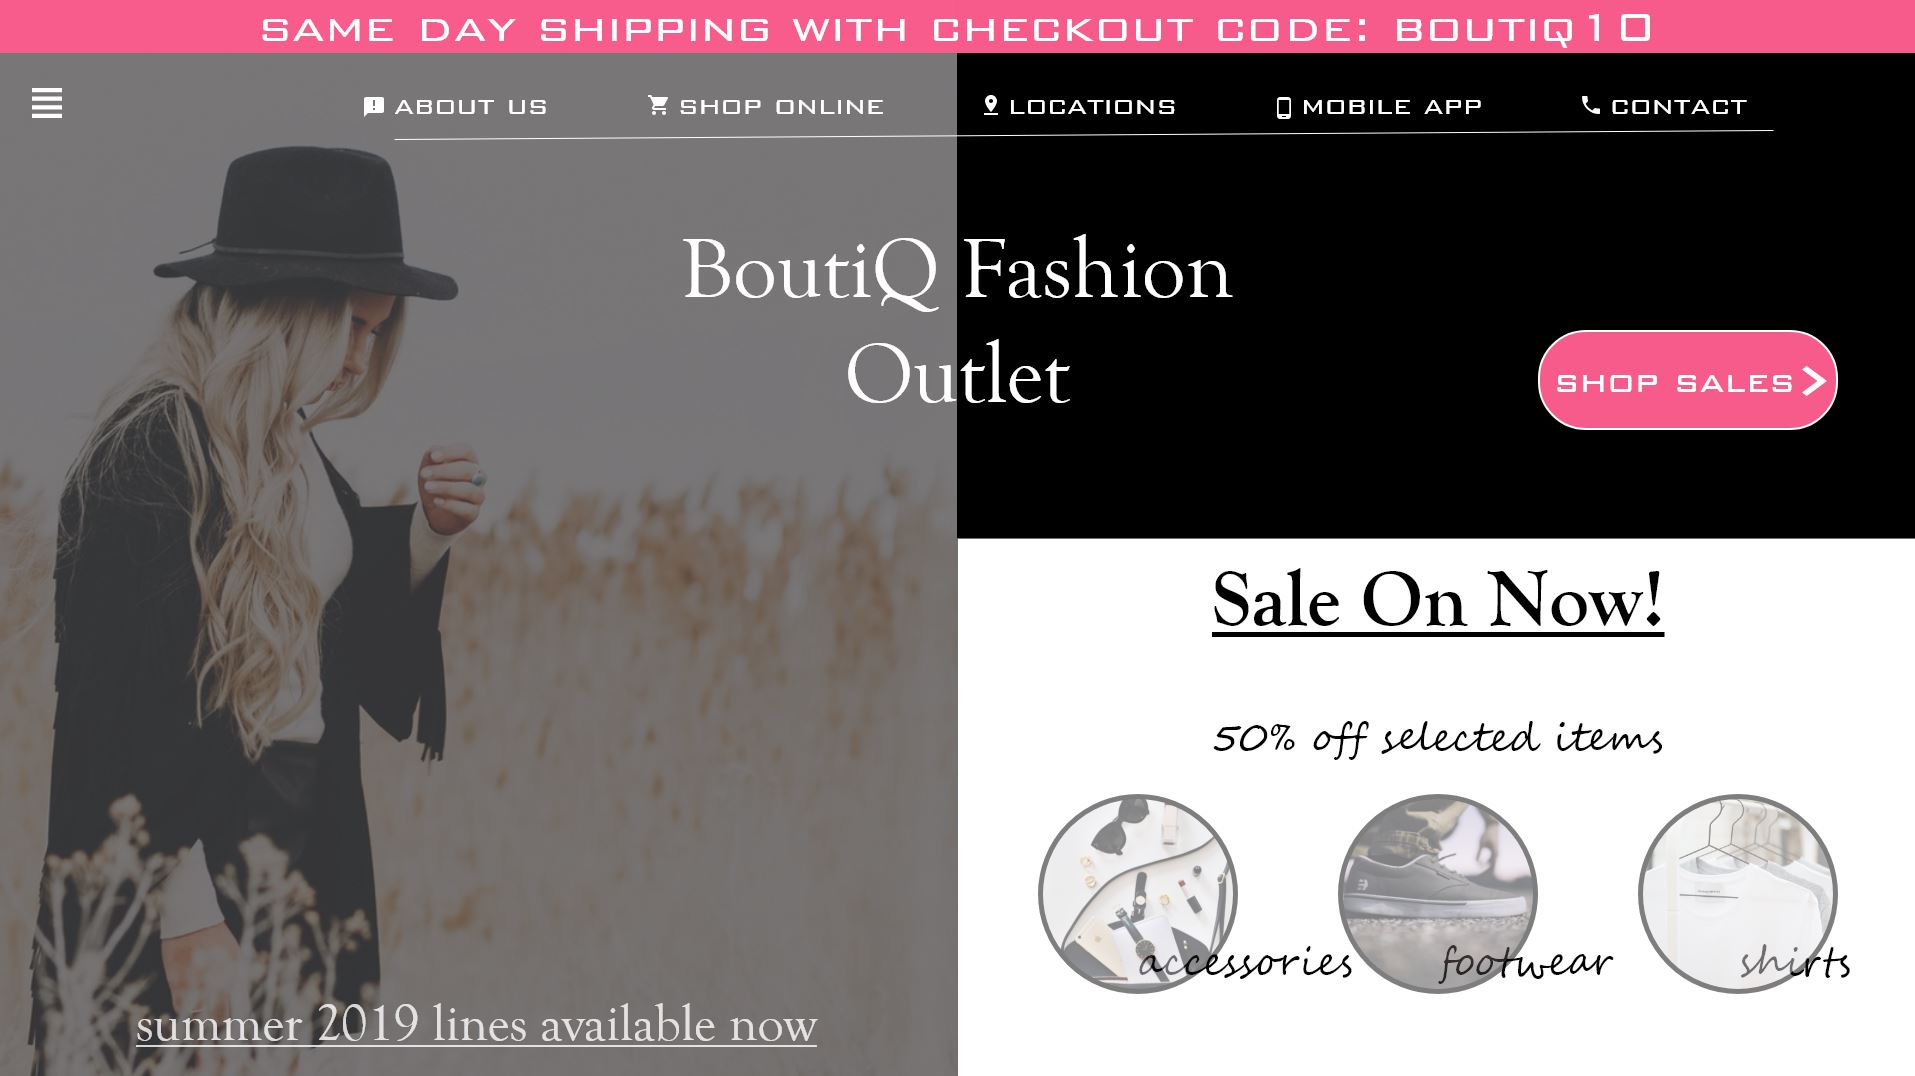 SAME DAY SHIPPING WITH CHECKOUT CODE: BOUTIQ10
ABOUT US
SHOP ONLINE
LOCATIONS
MOBILE APP
CONTACT
BoutiQ Fashion
Outlet
SHOP SALES
Sale On Now!
50% off selected items
accessories
footwear
shirts
summer 2019 lines available now